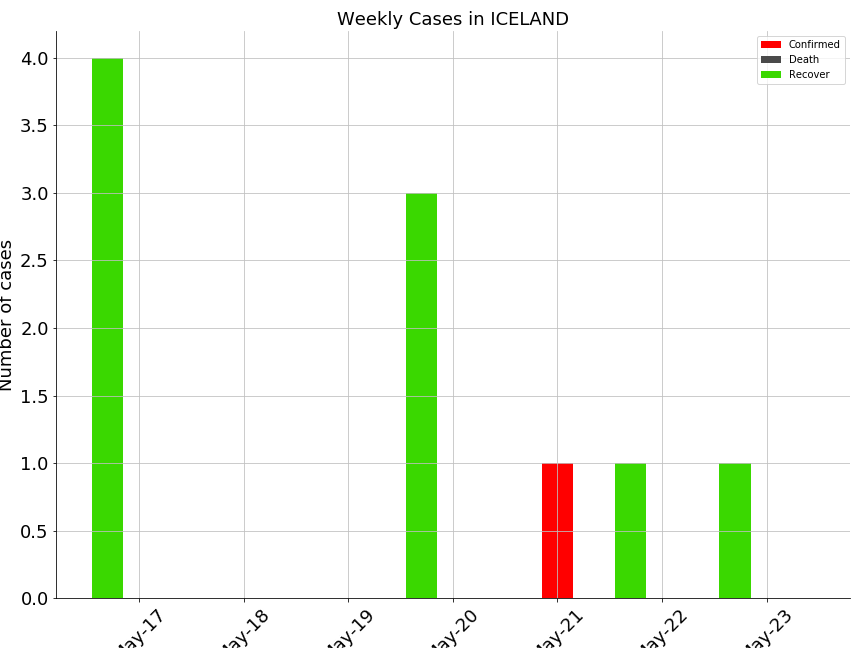 Weekly Cases in ICELAND
Confirmed
Death
Recover
Number of cases
4.0
3.5
3.0
2.5
2.0
1.5
1.0
0.5
0.0
May-17
May-18
May-19
May-20
May-21
May-22
May-23